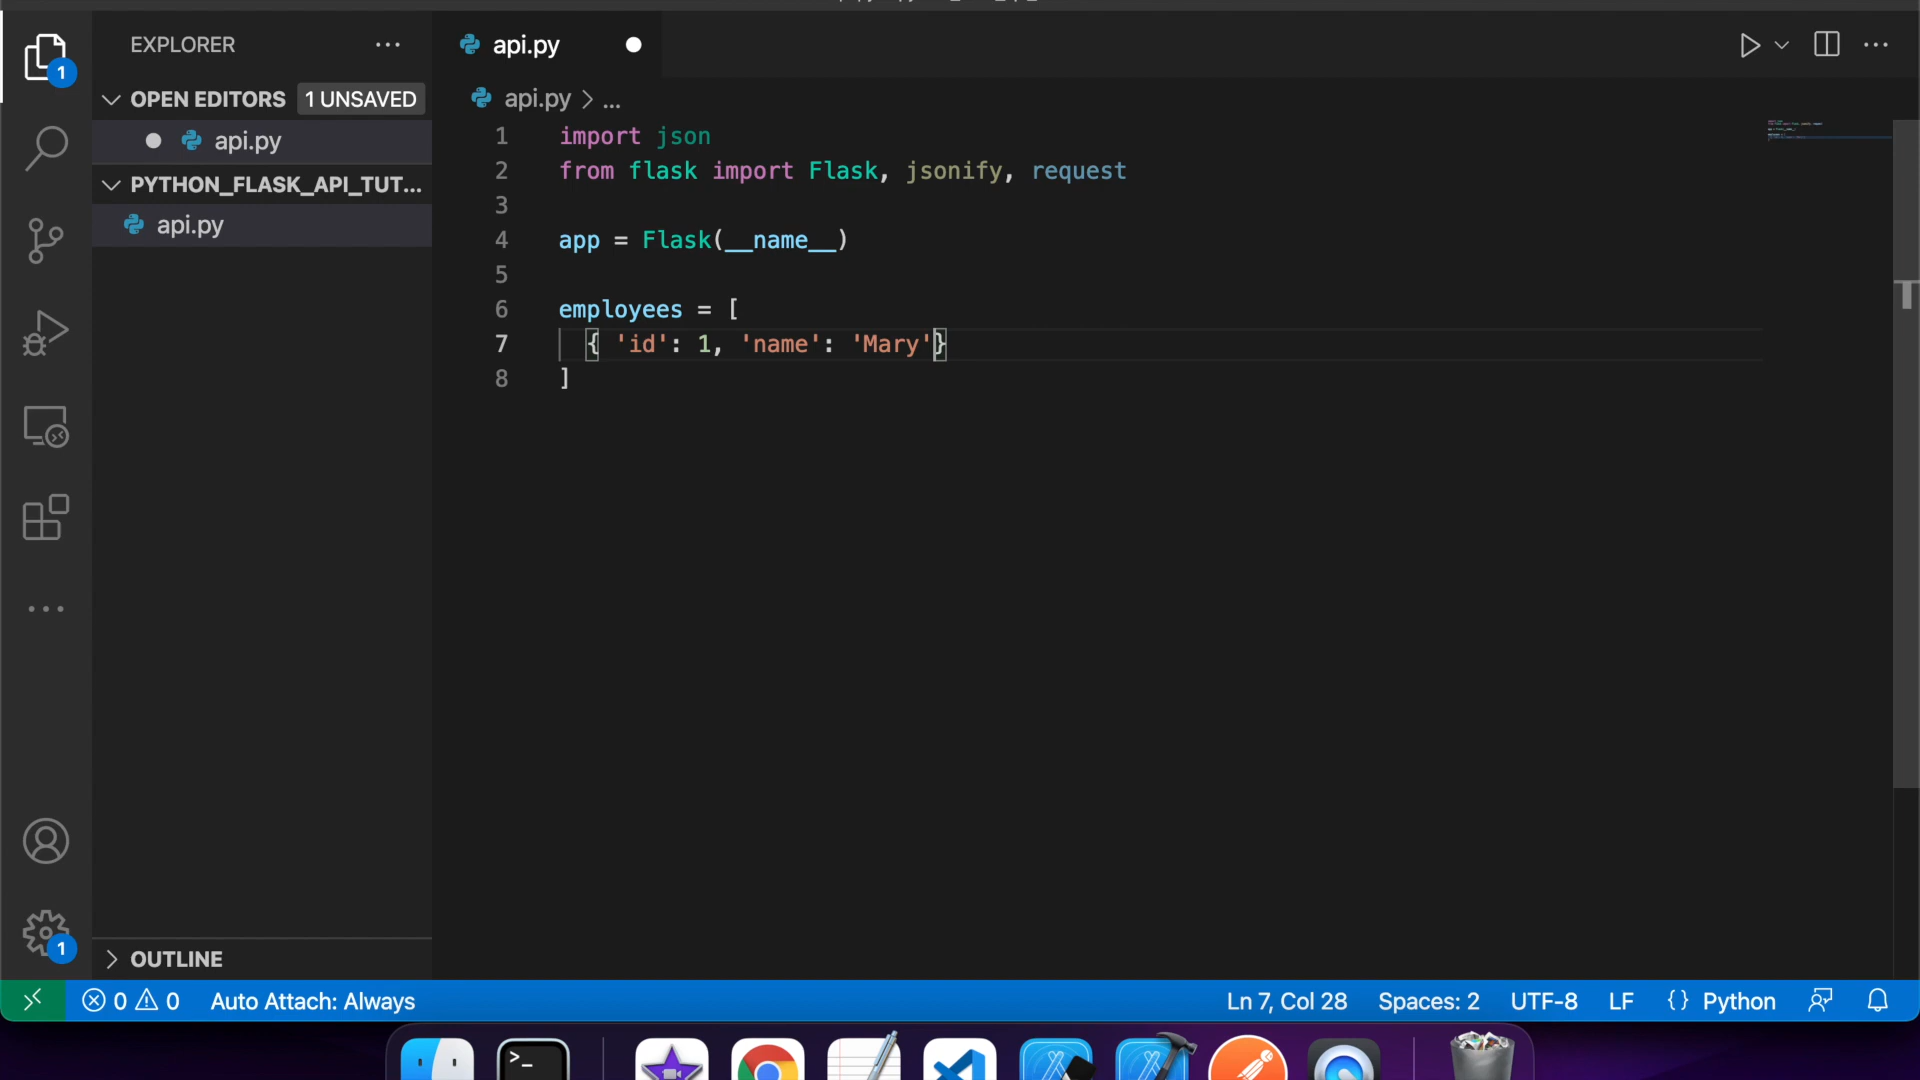 EXPLORER
api.py
1
OPEN EDITORS 1 UNSAVED
api.py > ...
api.py
PYTHON_FLASK_API_TUT...
api.py
1 import json
2 from flask import Flask, jsonify, request
3
4 app = Flask(__name__)
5
6 employees = [
7 { 'id': 1, 'name': 'Mary'}
8 ]
1
OUTLINE
0 0 Auto Attach: Always Ln 7, Col 28 Spaces: 2 UTF-8 LF {} Python
>_